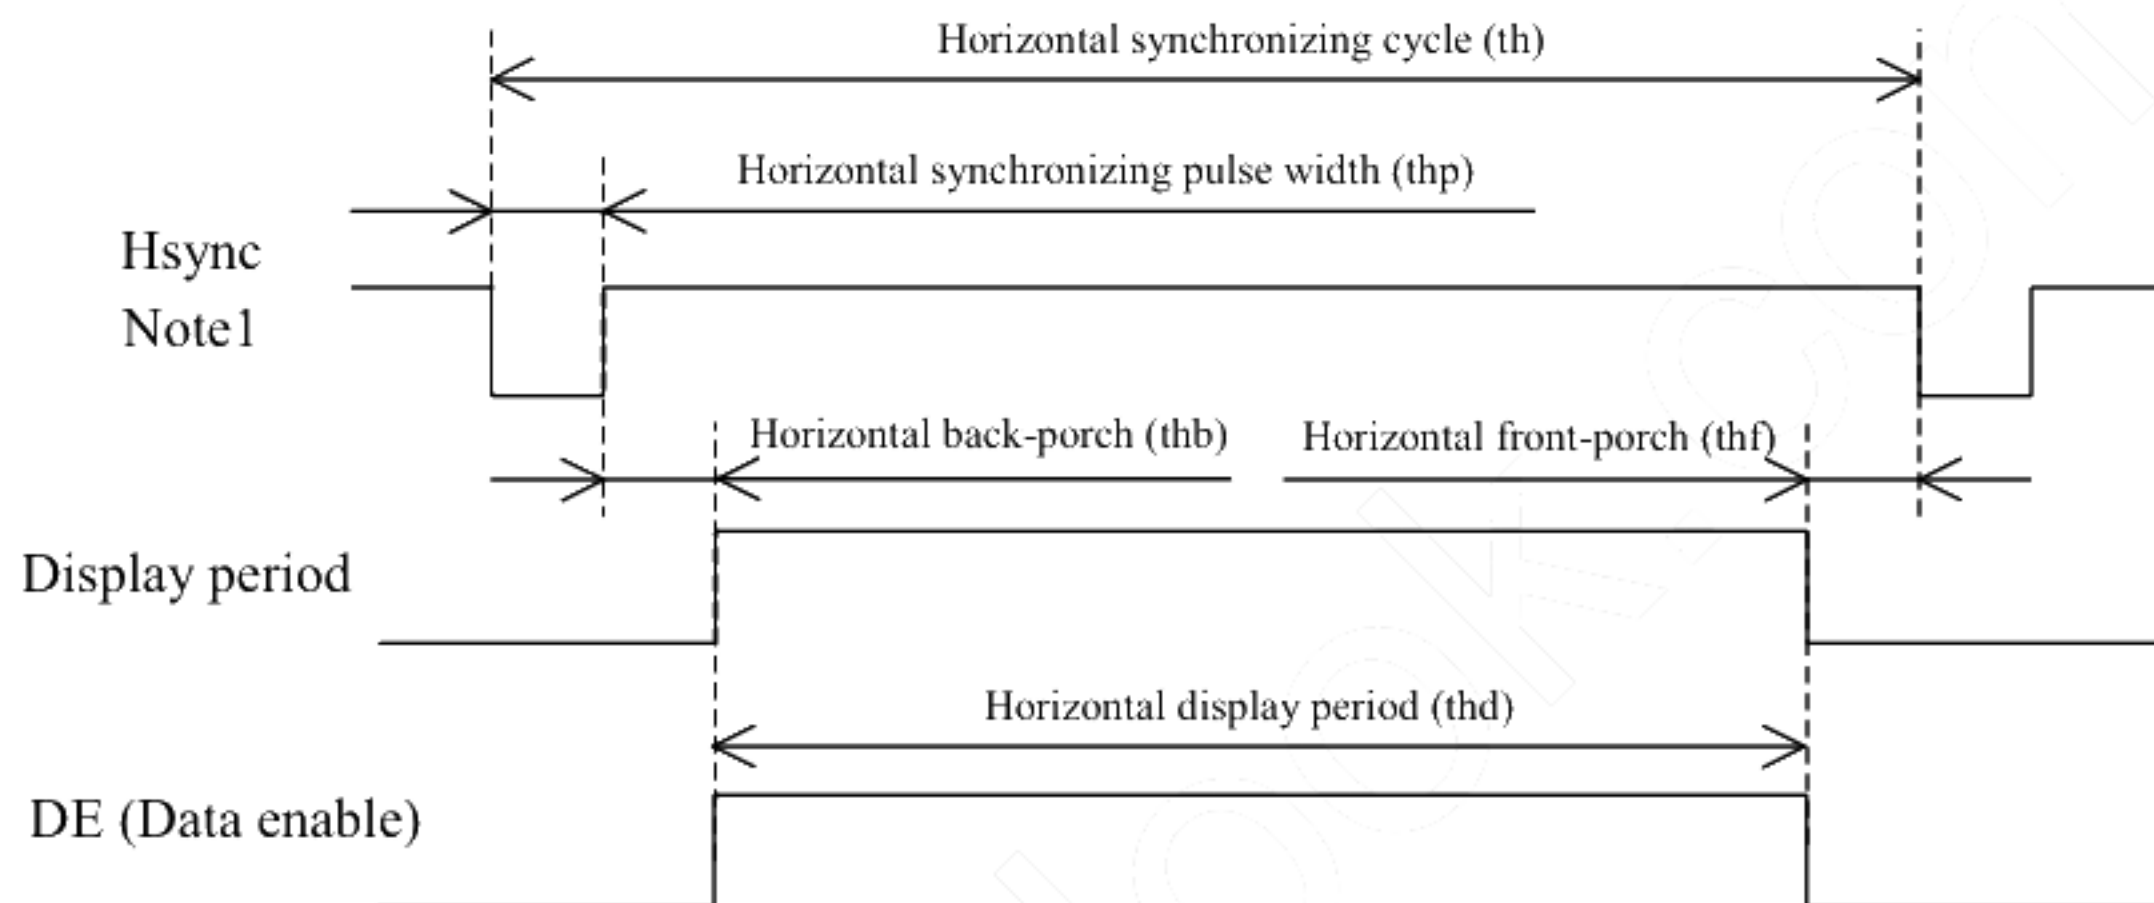 Horizontal synchronizing cycle (th)
Horizontal synchronizing pulse width (thp)
Hsync
Note1
Horizontal back-porch (thb)
Horizontal front-porch (thf)
Display period
Horizontal display period (thd)
DE (Data enable)